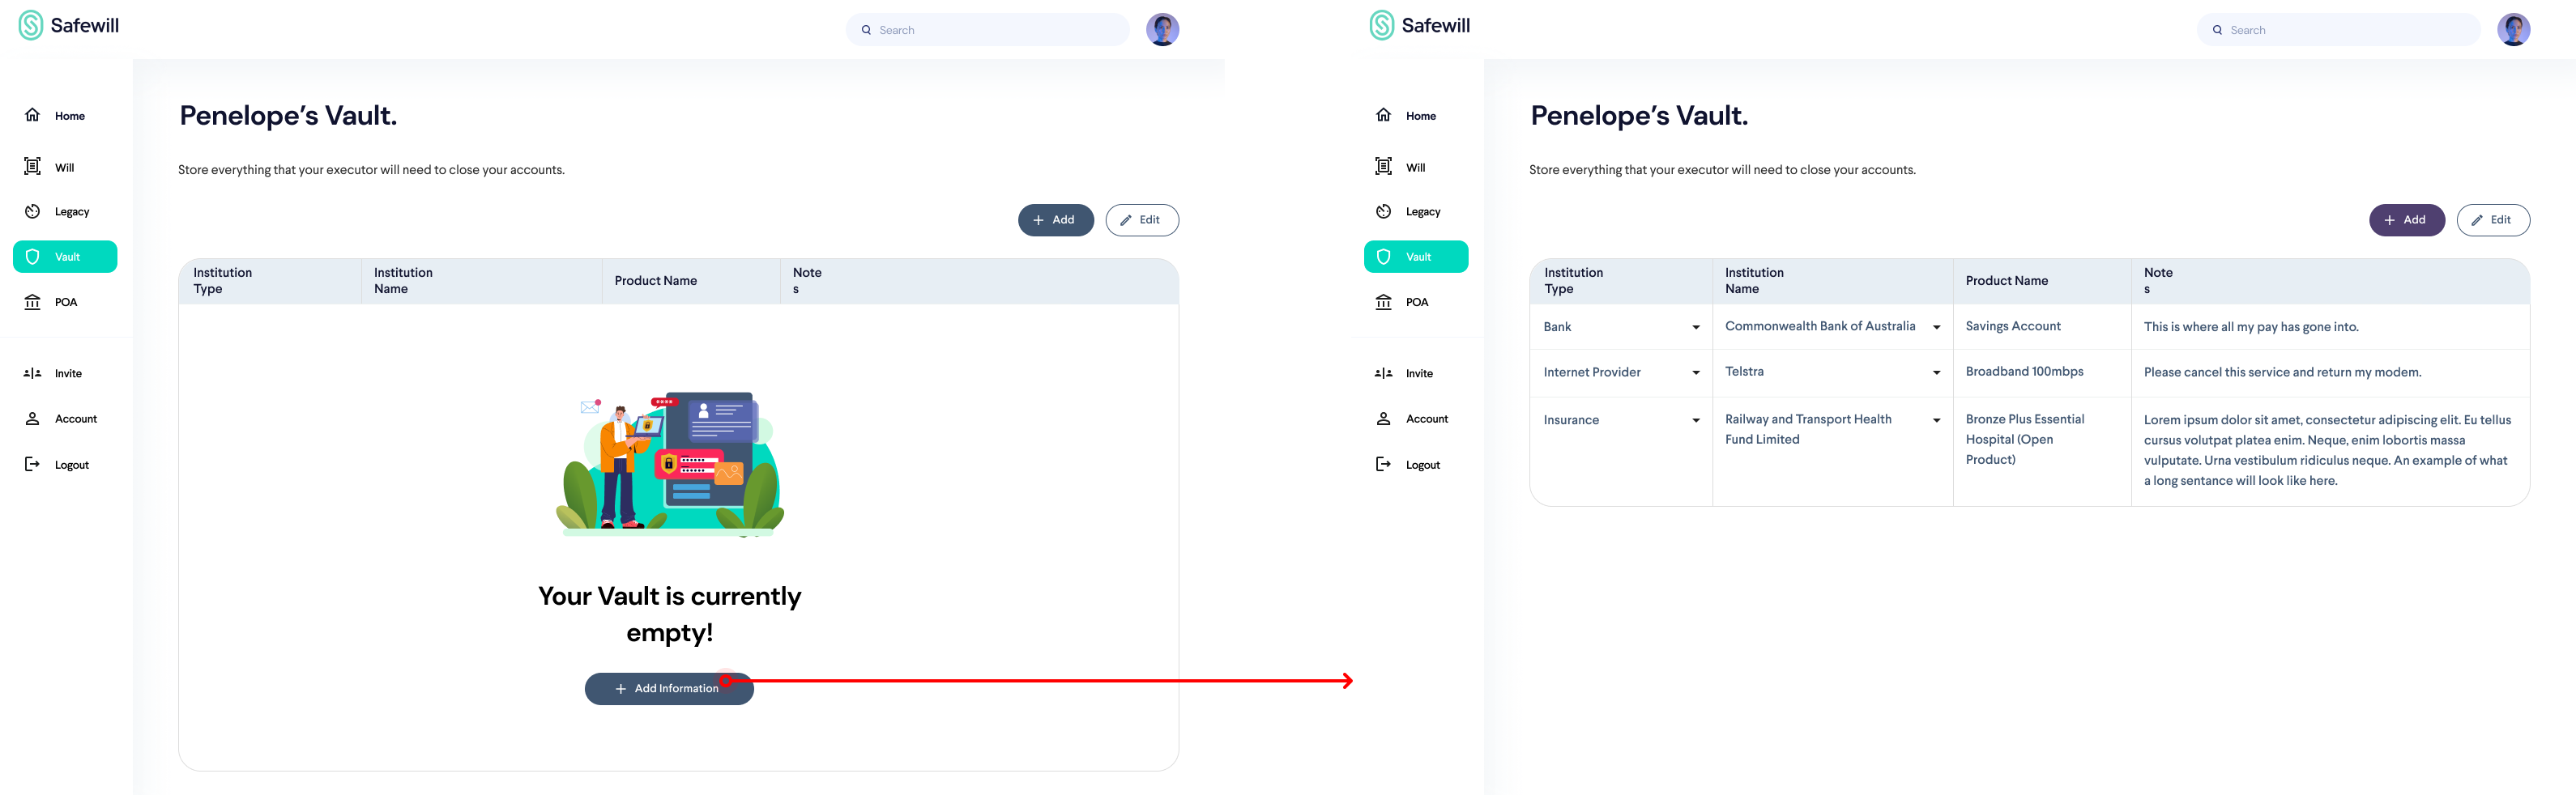 Safewill
Search
Home
Will
Legacy
Vault
POA
Invite
Account
Logout
Penelope’s Vault.
Store everything that your executor will need to close your accounts.
Add
Edit
Institution
Type
Institution
Name
Product Name
Note
s
Your Vault is currently
empty!
Add Information
Safewill
Search
Home
Will
Legacy
Vault
POA
Invite
Account
Logout
Penelope’s Vault.
Store everything that your executor will need to close your accounts.
Add
Edit
Institution
Type
Institution
Name
Product Name
Note
s
Bank
Commonwealth Bank of Australia
Savings Account
This is where all my pay has gone into.
Internet Provider
Telstra
Broadband 100mbps
Please cancel this service and return my modem.
Insurance
Railway and Transport Health
Fund Limited
Bronze Plus Essential
Hospital (Open
Product)
Lorem ipsum dolor sit amet, consectetur adipiscing elit. Eu tellus
cursus volutpat platea enim. Neque, enim lobortis massa
vulputate. Urna vestibulum ridiculus neque. An example of what
a long sentance will look like here.